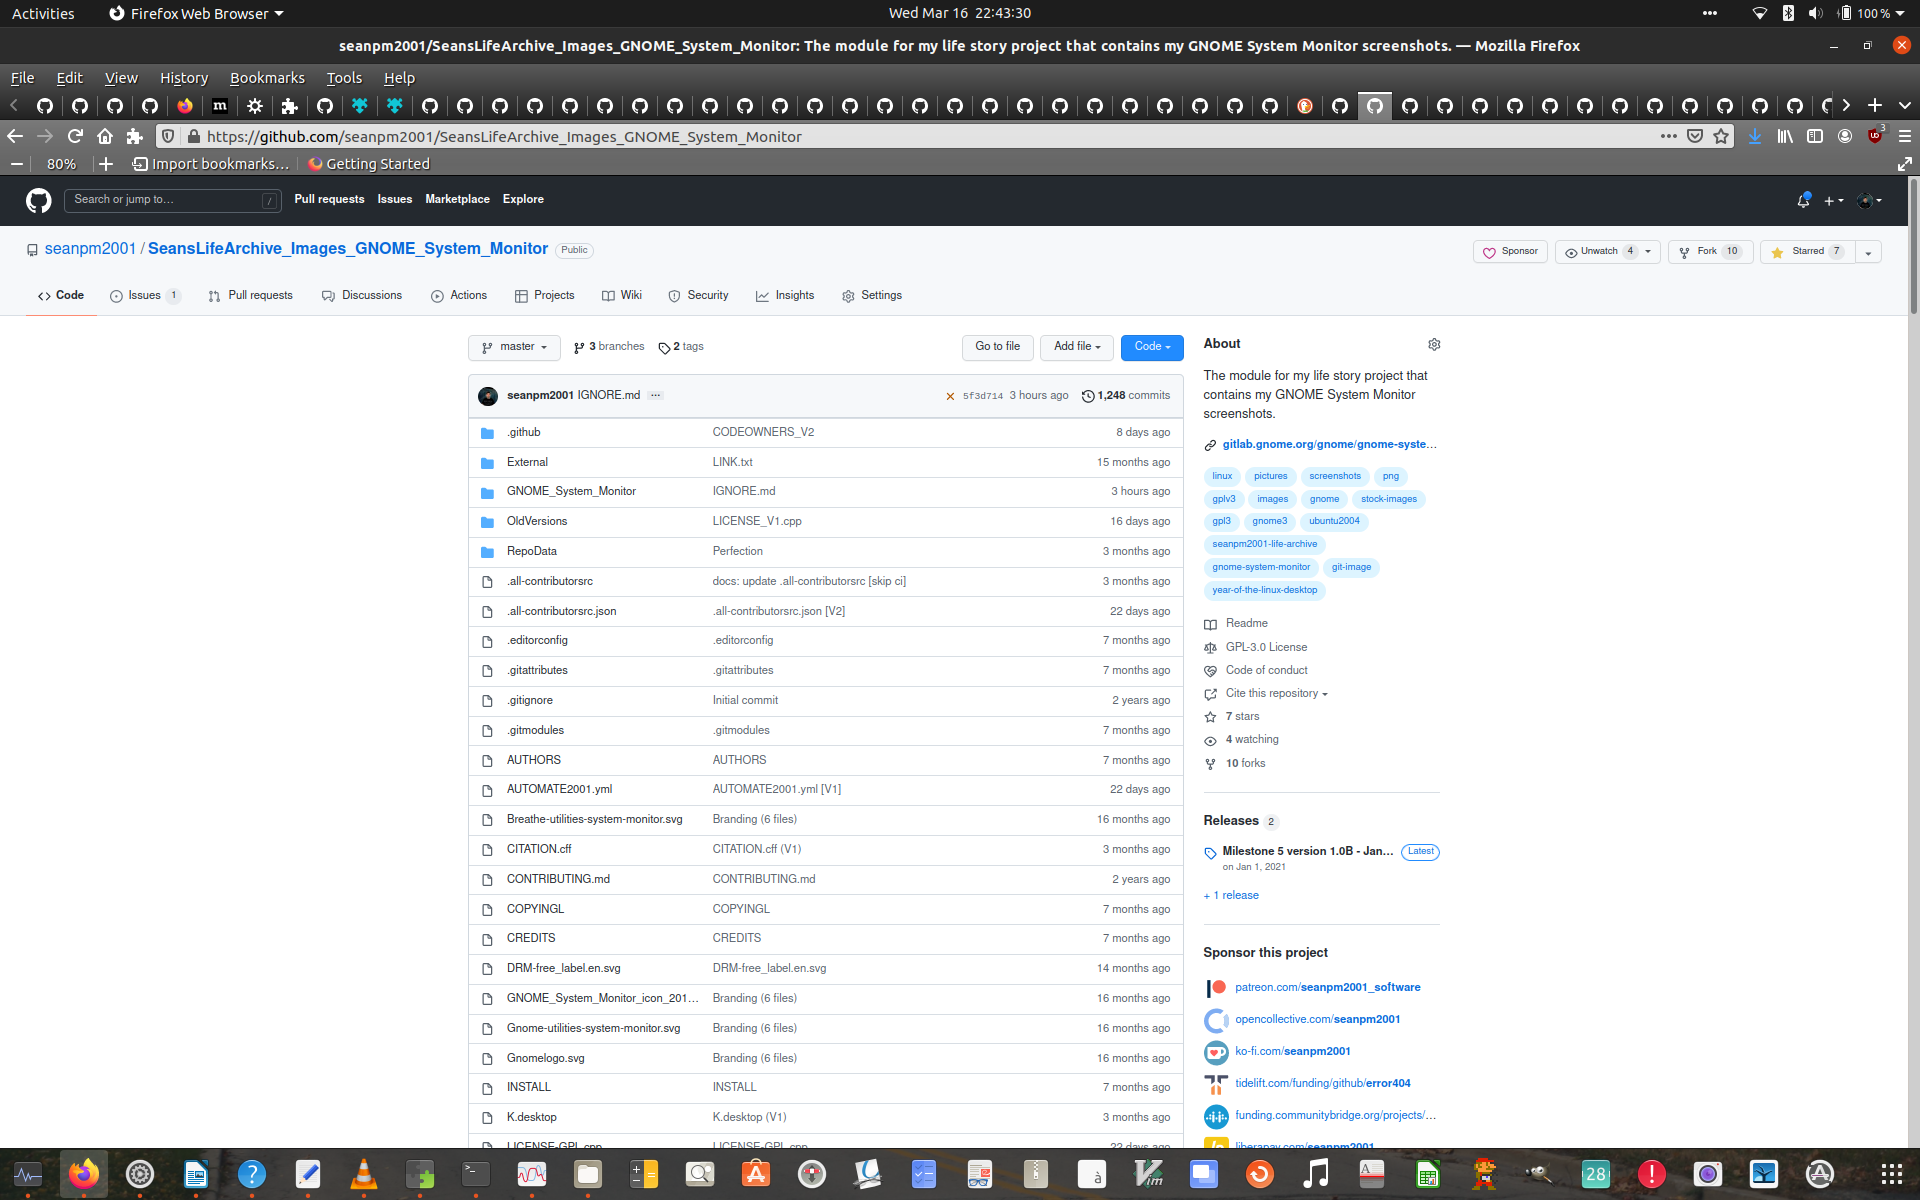 Activities Firefox Web Browser Wed Mar 16 22:43:30 100 %
seanpm2001/SeansLifeArchive_Images_GNOME_System_Monitor: The module for my life story project that contains my GNOME System Monitor screenshots. — Mozilla Firefox
File Edit View History Bookmarks Tools Help
https://github.com/seanpm2001/SeansLifeArchive_Images_GNOME_System_Monitor 3
80% Import bookmarks... Getting Started
Search or jump to... / Pull requests Issues Marketplace Explore
seanpm2001 / SeansLifeArchive_Images_GNOME_System_Monitor Public
Sponsor Unwatch 4 Fork 10 Starred 7
Code Issues 1 Pull requests Discussions Actions Projects Wiki Security Insights Settings
master 3 branches 2 tags Go to file Add file Code
seanpm2001 IGNORE.md ... 5f3d714 3 hours ago 1,248 commits
.github CODEOWNERS_V2 8 days ago
External LINK.txt 15 months ago
GNOME_System_Monitor IGNORE.md 3 hours ago
OldVersions LICENSE_V1.cpp 16 days ago
RepoData Perfection 3 months ago
.all-contributorsrc docs: update .all-contributorsrc [skip ci] 3 months ago
.all-contributorsrc.json .all-contributorsrc.json [V2] 22 days ago
.editorconfig .editorconfig 7 months ago
.gitattributes .gitattributes 7 months ago
.gitignore Initial commit 2 years ago
.gitmodules .gitmodules 7 months ago
AUTHORS AUTHORS 7 months ago
AUTOMATE2001.yml AUTOMATE2001.yml [V1] 22 days ago
Breathe-utilities-system-monitor.svg Branding (6 files) 16 months ago
CITATION.cff CITATION.cff (V1) 3 months ago
CONTRIBUTING.md CONTRIBUTING.md 2 years ago
COPYINGL COPYINGL 7 months ago
CREDITS CREDITS 7 months ago
DRM-free_label.en.svg DRM-free_label.en.svg 14 months ago
GNOME_System_Monitor_icon_201... Branding (6 files) 16 months ago
Gnome-utilities-system-monitor.svg Branding (6 files) 16 months ago
Gnomelogo.svg Branding (6 files) 16 months ago
INSTALL INSTALL 7 months ago
K.desktop K.desktop (V1) 3 months ago
LICENSE-GPL.cpp LICENSE-GPL.cpp 22 days ago
About
The module for my life story project that
contains my GNOME System Monitor
screenshots.
gitlab.gnome.org/gnome/gnome-syste...
linux pictures screenshots png
gplv3 images gnome stock-images
gpl3 gnome3 ubuntu2004
seanpm2001-life-archive
gnome-system-monitor git-image
year-of-the-linux-desktop
Readme
GPL-3.0 License
Code of conduct
Cite this repository
7 stars
4 watching
10 forks
Releases 2
Milestone 5 version 1.0B - Jan... Latest
on Jan 1, 2021
+ 1 release
Sponsor this project
patreon.com/seanpm2001_software
opencollective.com/seanpm2001
ko-fi.com/seanpm2001
tidelift.com/funding/github/error404
funding.communitybridge.org/projects/...
liberapay.com/seanpm2001
28